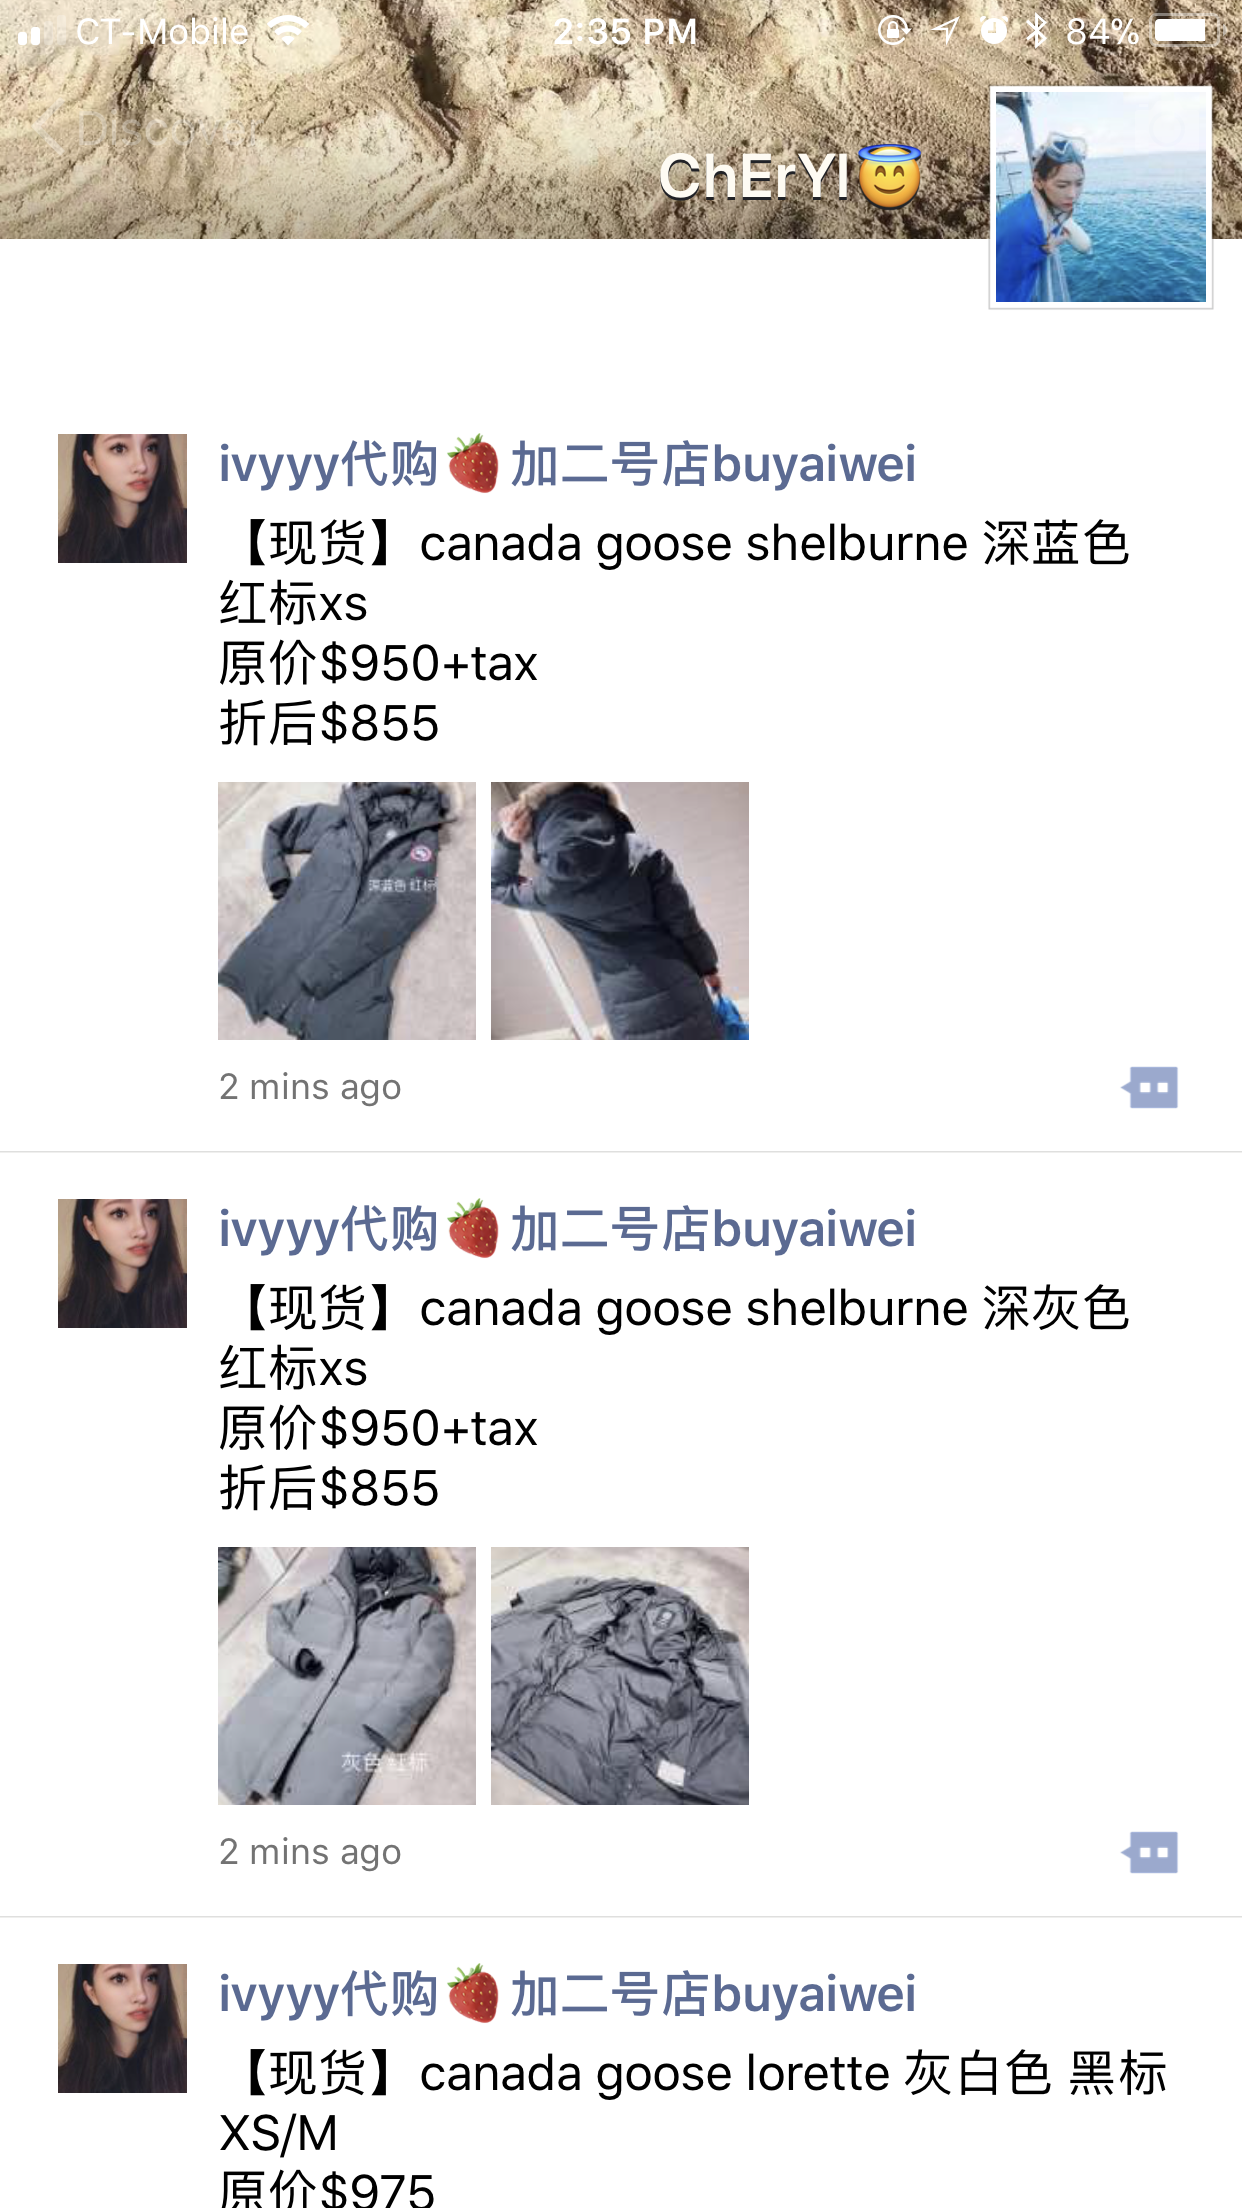 CT-Mobile 2:35 PM 84%
Discover
ChErYl😇
ivyyy代购🍓加二号店buyaiwei
【现货】canada goose shelburne 深蓝色
红标xs
原价$950+tax
折后$855
深蓝色 红标
2 mins ago
ivyyy代购🍓加二号店buyaiwei
【现货】canada goose shelburne 深灰色
红标xs
原价$950+tax
折后$855
灰色 红标
2 mins ago
ivyyy代购🍓加二号店buyaiwei
【现货】canada goose lorette 灰白色 黑标
XS/M
原价$975